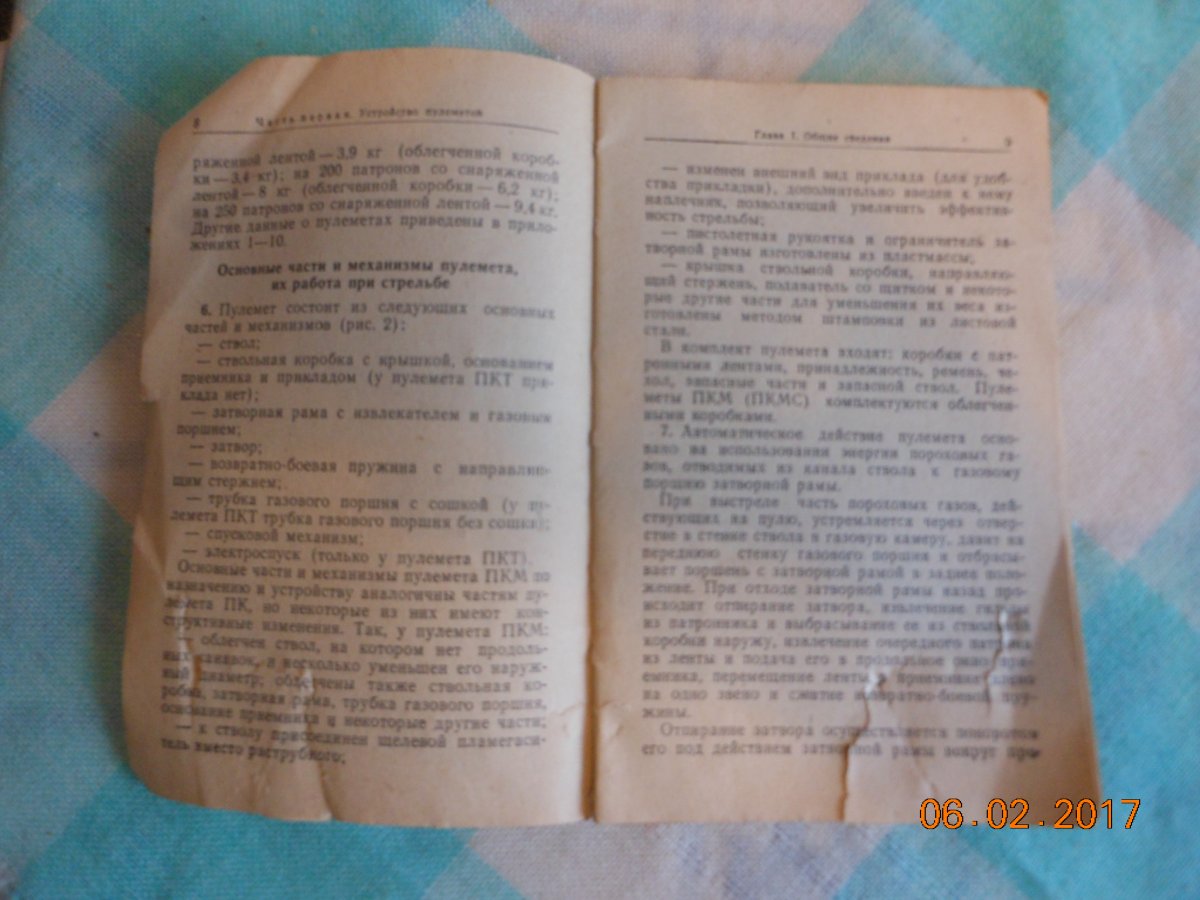 8 Часть первая. Устройство пулеметов
ряженной лентой — 3,9 кг (облегченной короб-
ки — 3,4 кг); на 200 патронов со снаряженной
лентой — 8 кг (облегченной коробки — 6,2 кг);
на 250 патронов со снаряженной лентой — 9,4 кг.
Другие данные о пулеметах приведены в прило-
жениях 1—10.
Основные части и механизмы пулемета,
их работа при стрельбе
6. Пулемет состоит из следующих основных
частей и механизмов (рис. 2):
— ствол;
— ствольная коробка с крышкой, основанием
приемника и прикладом (у пулемета ПКТ при-
клада нет);
— затворная рама с извлекателем и газовым
поршнем;
— затвор;
— возвратно-боевая пружина с направляю-
щим стержнем;
— трубка газового поршня с сошкой (у пу-
лемета ПКТ трубка газового поршня без сошки);
— спусковой механизм;
— электроспуск (только у пулемета ПКТ).
Основные части и механизмы пулемета ПКМ по
назначению и устройству аналогичны частям пу-
лемета ПК, но некоторые из них имеют кон-
структивные изменения. Так, у пулемета ПКМ:
— облегчен ствол, на котором нет продоль-
ных канавок, и несколько уменьшен его наруж-
ный диаметр; облегчены также ствольная ко-
робка, затворная рама, трубка газового поршня,
основание приемника и некоторые другие части;
— к стволу присоединен щелевой пламегаси-
тель вместо раструбного;
Глава I. Общие сведения 9
— изменен внешний вид приклада (для удоб-
ства прикладки), дополнительно введен к нему
наплечник, позволяющий увеличить эффектив-
ность стрельбы;
— пистолетная рукоятка и ограничитель за-
творной рамы изготовлены из пластмассы;
— крышка ствольной коробки, направляю-
щий стержень, подаватель со щитком и некото-
рые другие части для уменьшения их веса из-
готовлены методом штамповки из листовой
стали.
В комплект пулемета входят: коробки с пат-
ронными лентами, принадлежность, ремень, че-
хол, запасные части и запасной ствол. Пуле-
меты ПКМ (ПКМС) комплектуются облегчен-
ными коробками.
7. Автоматическое действие пулемета осно-
вано на использовании энергии пороховых га-
зов, отводимых из канала ствола к газовому
поршню затворной рамы.
При выстреле часть пороховых газов, дей-
ствующих на пулю, устремляется через отвер-
стие в стенке ствола в газовую камеру, давит на
переднюю стенку газового поршня и отбрасы-
вает поршень с затворной рамой в заднее поло-
жение. При отходе затворной рамы назад про-
исходит отпирание затвора, извлечение гильзы
из патронника и выбрасывание ее из ствольной
коробки наружу, извлечение очередного патрона
из ленты и подача его в продольное окно при-
емника, перемещение ленты в приемнике влево
на одно звено и сжатие возвратно-боевой пру-
жины.
Отпирание затвора осуществляется поворотом
его под действием затворной рамы вокруг про-
06.02.2017